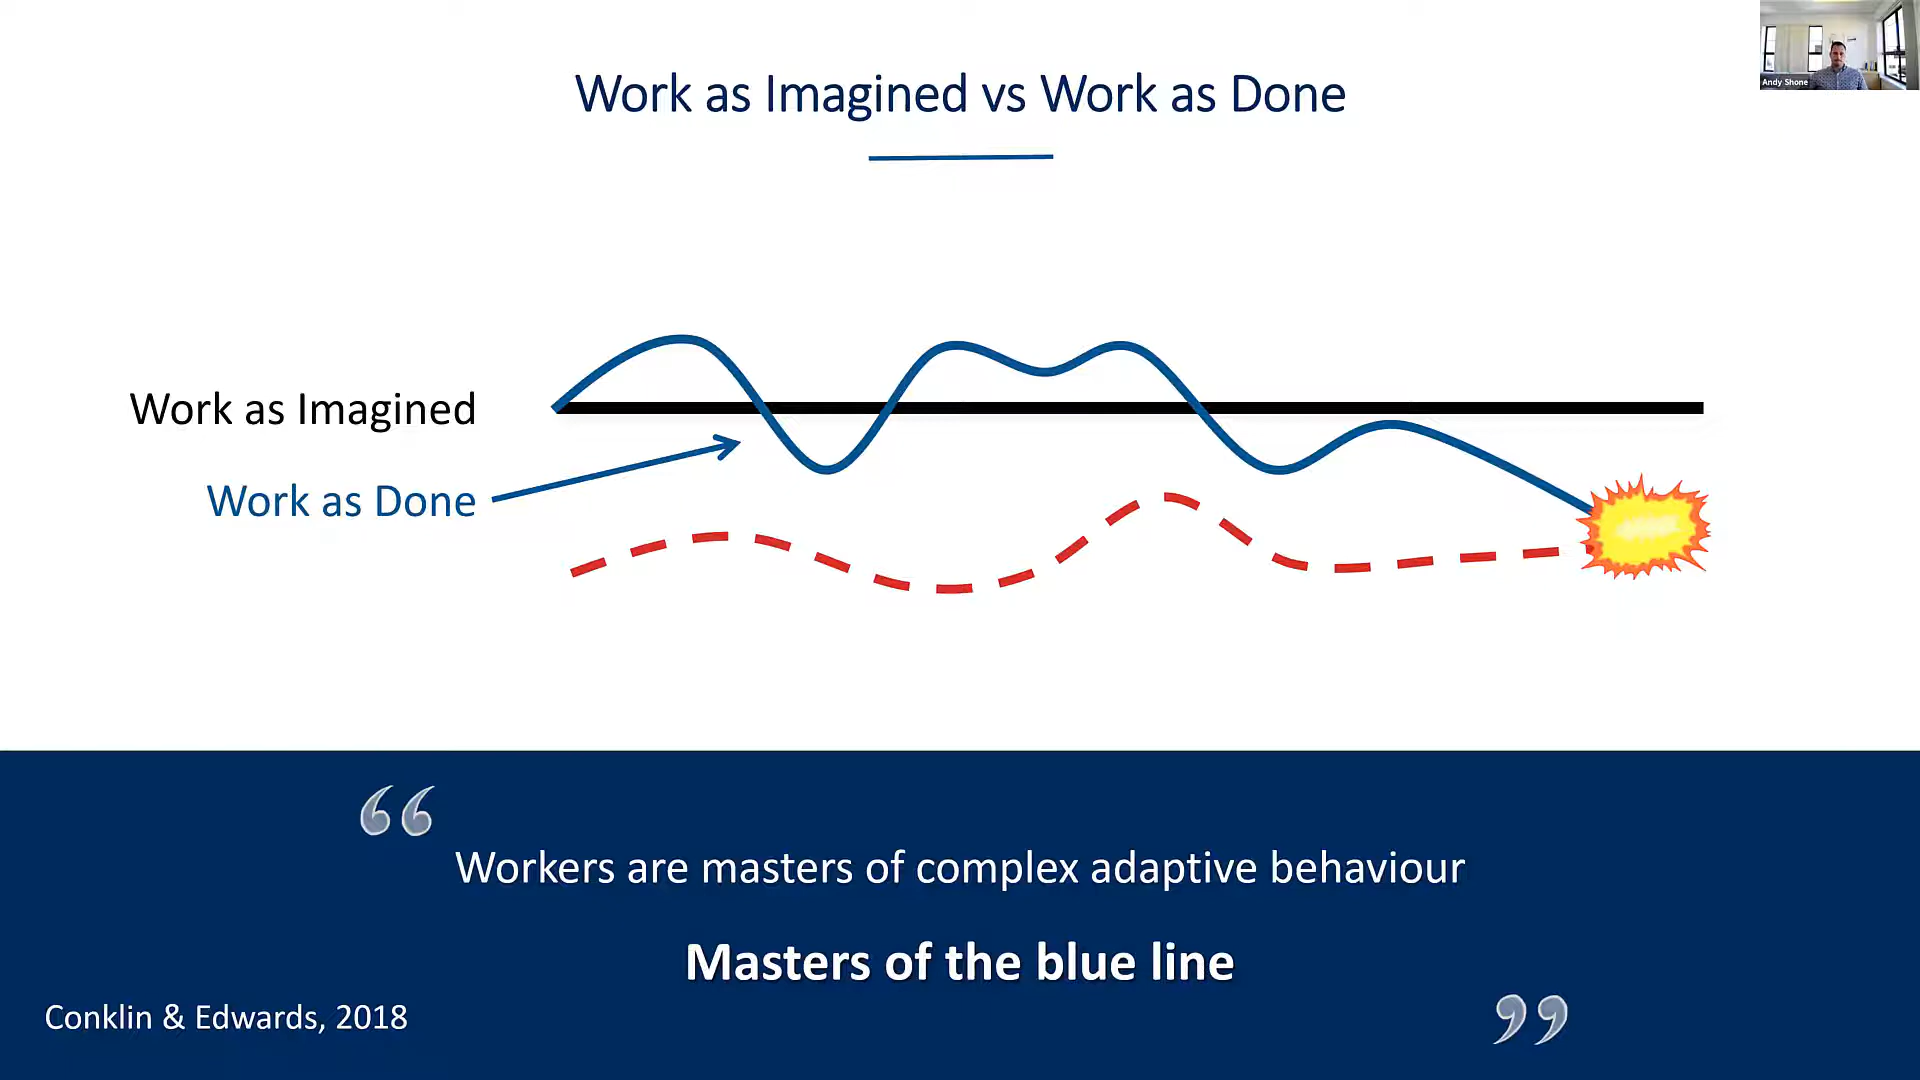 Work as Imagined vs Work as Done
Andy Shone
Work as Imagined
Work as Done
“
Workers are masters of complex adaptive behaviour
Masters of the blue line
Conklin & Edwards, 2018
”